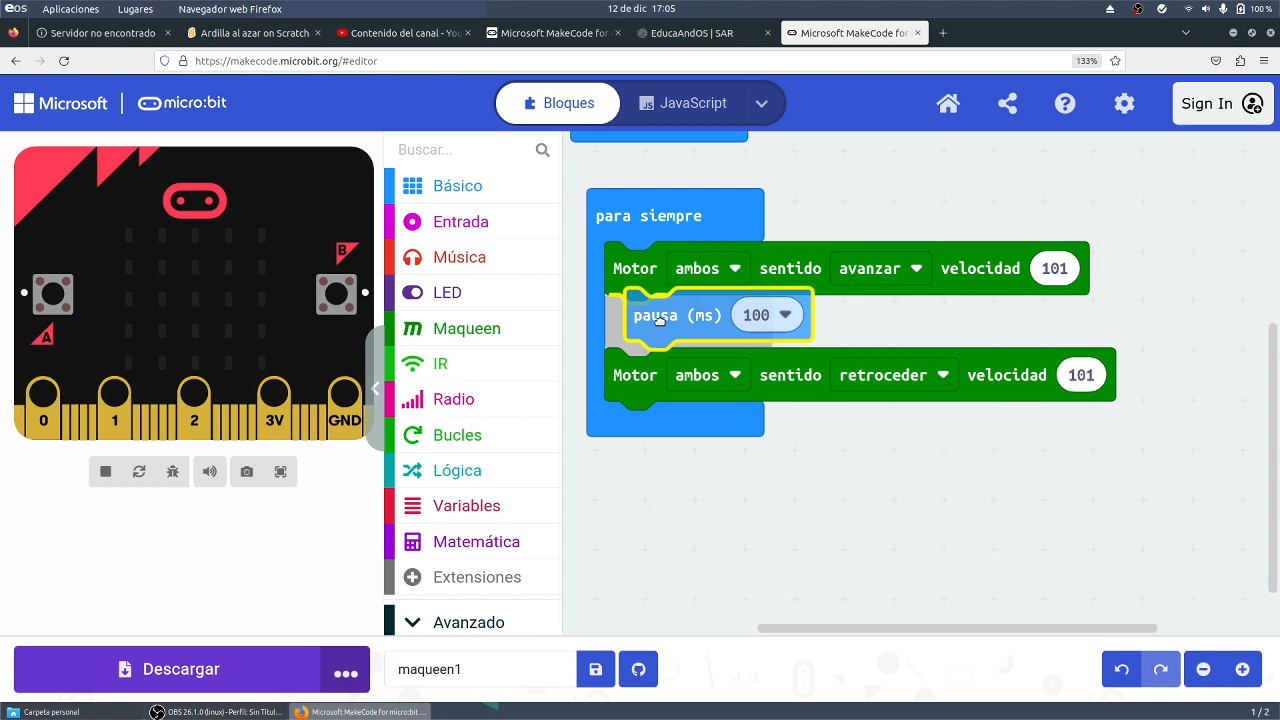 eos Aplicaciones Lugares Navegador web Firefox 12 de dic 17:05 100 %
Servidor no encontrado × Ardilla al azar on Scratch × Contenido del canal - You × Microsoft MakeCode for × EducaAndOS | SAR × Microsoft MakeCode for × +
https://makecode.microbit.org/#editor 133%
Microsoft micro:bit Bloques JS JavaScript ? Sign In
Buscar...
Básico
Entrada
Música
LED
Maqueen
IR
Radio
Bucles
Lógica
Variables
Matemática
Extensiones
Avanzado
A
B
0 1 2 3V GND
para siempre
Motor ambos sentido avanzar velocidad 101
pausa (ms) 100
Motor ambos sentido retroceder velocidad 101
Descargar ••• maqueen1
Carpeta personal OBS 26.1.0 (linux) - Perfil: Sin Titul... Microsoft MakeCode for micro:bit ... 1 / 2